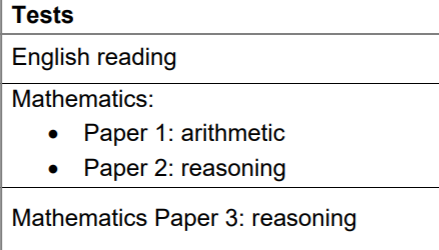 Tests
English reading
Mathematics:
• Paper 1: arithmetic
• Paper 2: reasoning
Mathematics Paper 3: reasoning